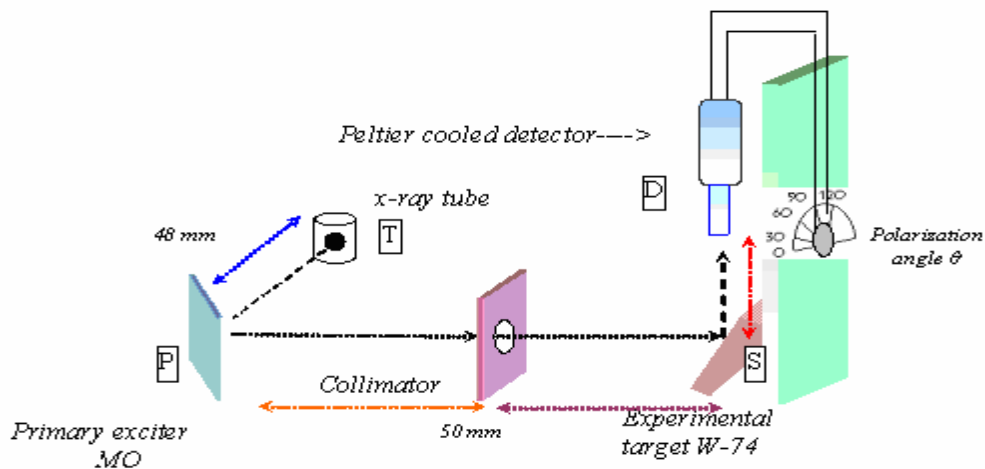 Peltier cooled detector---->
D
x-ray tube
T
48 mm
90 120
60
30
0
Polarization
angle θ
P
S
Collimator
50 mm
Experimental
target W-74
Primary exciter
MO